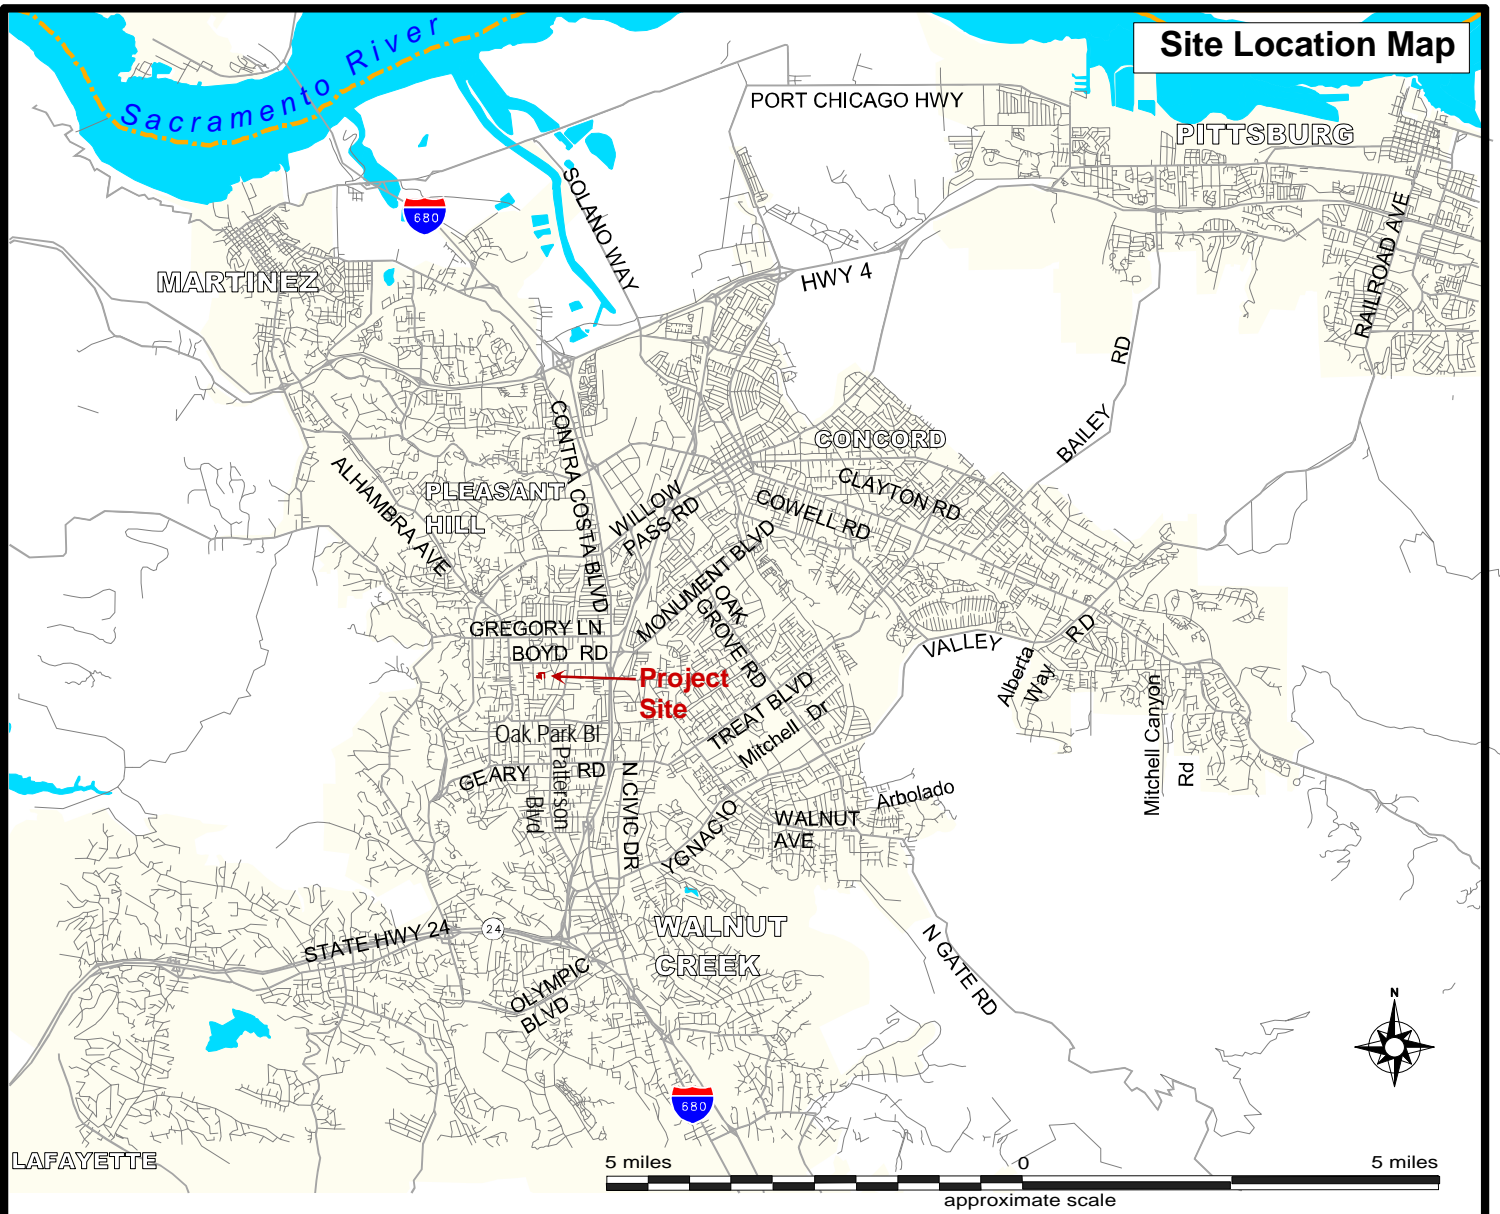 Site Location Map
Sacramento River
PORT CHICAGO HWY
PITTSBURG
680
SOLANO WAY
MARTINEZ
HWY 4
RAILROAD AVE
BAILEY RD
CONCORD
CONTRA COSTA BLVD
ALHAMBRA AVE
PLEASANT
HILL
WILLOW
PASS RD
CLAYTON RD
COWELL RD
MONUMENT BLVD
OAK
GROVE RD
GREGORY LN
BOYD RD
VALLEY
RD
Alberta
Way
Project
Site
Mitchell Canyon
Rd
TREAT BLVD
Mitchell Dr
Oak Park Bl
Patterson
Blvd
GEARY RD
N CIVIC DR
YGNACIO
WALNUT
AVE
Arbolado
STATE HWY 24
24
WALNUT
CREEK
OLYMPIC
BLVD
N GATE RD
N
680
LAFAYETTE
5 miles 0 5 miles
approximate scale